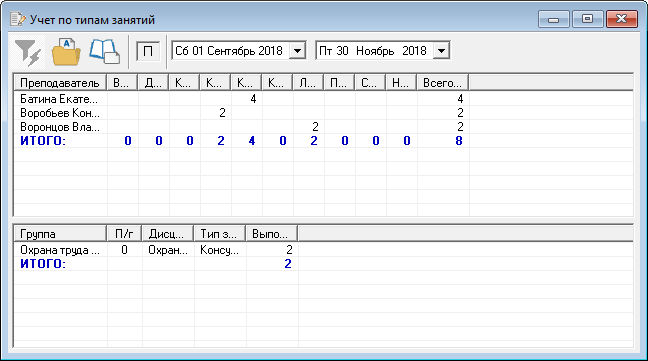 Учет по типам занятий
A П Сб 01 Сентябрь 2018 Пт 30 Ноябрь 2018
Преподаватель В... Д... К... К... К... К... Л... П... С... Н... Всего...
Батина Екате... 4 4
Воробьев Кон... 2 2
Воронцов Вла... 2 2
ИТОГО: 0 0 0 2 4 0 2 0 0 0 8
Группа П/г Дисц... Тип з... Выпо...
Охрана труда ... 0 Охран... Консу... 2
ИТОГО: 2